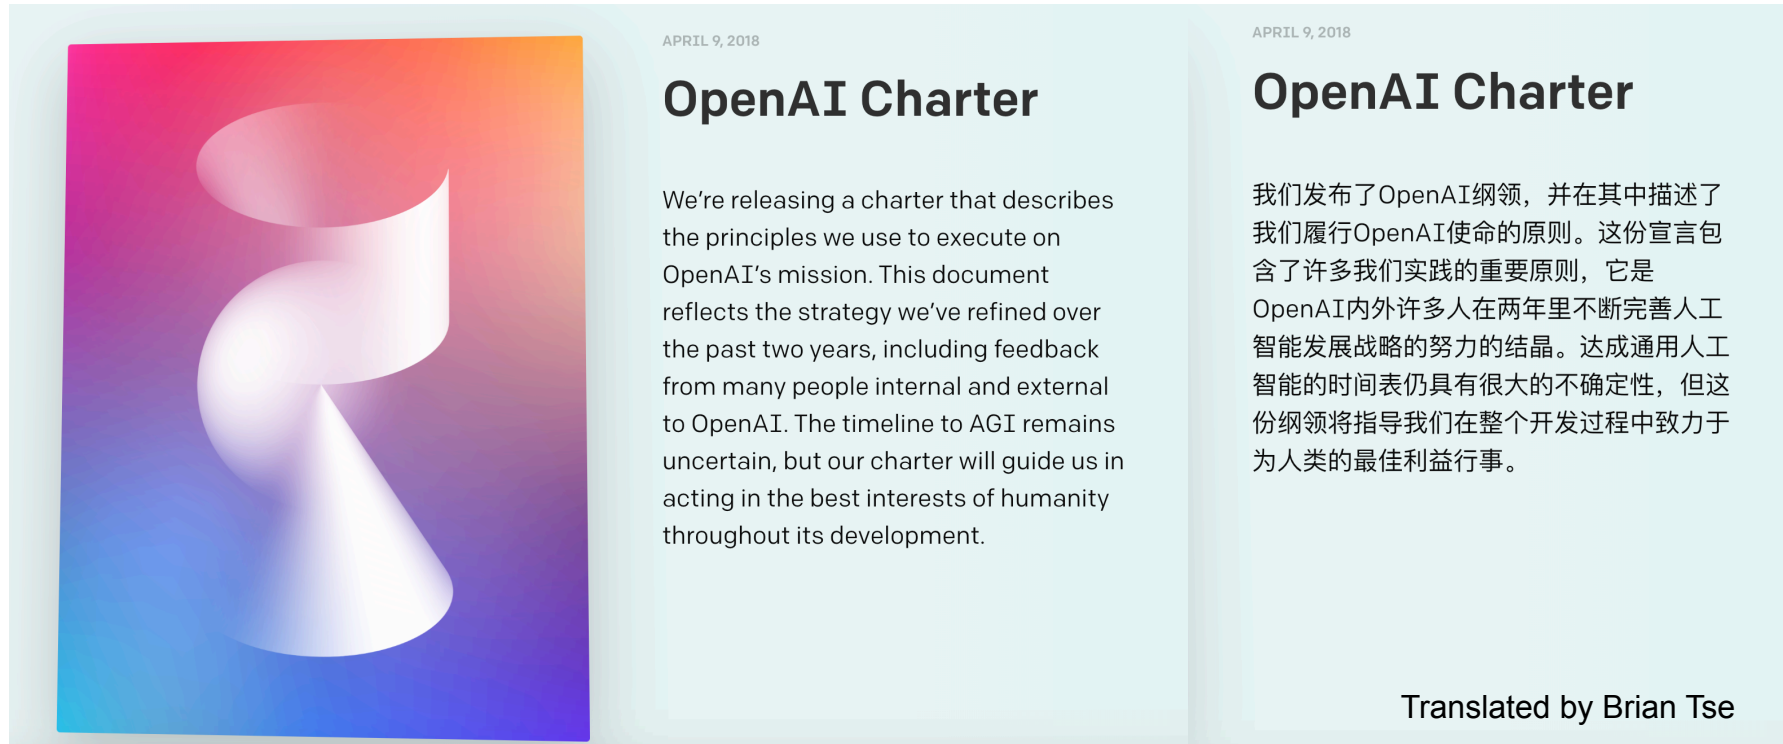 APRIL 9, 2018
OpenAI Charter
We’re releasing a charter that describes
the principles we use to execute on
OpenAI’s mission. This document
reflects the strategy we’ve refined over
the past two years, including feedback
from many people internal and external
to OpenAI. The timeline to AGI remains
uncertain, but our charter will guide us in
acting in the best interests of humanity
throughout its development.
APRIL 9, 2018
OpenAI Charter
我们发布了OpenAI纲领，并在其中描述了
我们履行OpenAI使命的原则。这份宣言包
含了许多我们实践的重要原则，它是
OpenAI内外许多人在两年里不断完善人工
智能发展战略的努力的结晶。达成通用人工
智能的时间表仍具有很大的不确定性，但这
份纲领将指导我们在整个开发过程中致力于
为人类的最佳利益行事。
Translated by Brian Tse